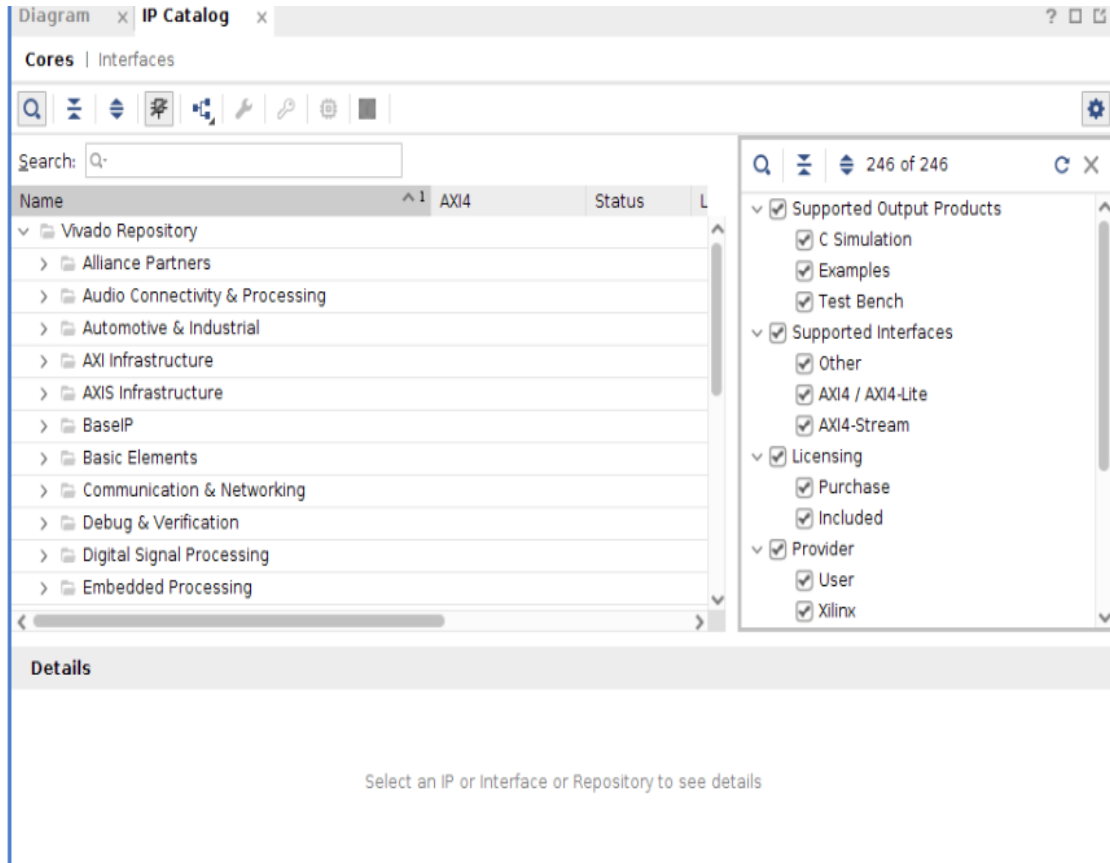 Diagram x IP Catalog x ?
Cores | Interfaces
Search: Q-
Name ^ 1 AXI4 Status L
Vivado Repository
Alliance Partners
Audio Connectivity & Processing
Automotive & Industrial
AXI Infrastructure
AXIS Infrastructure
BaseIP
Basic Elements
Communication & Networking
Debug & Verification
Digital Signal Processing
Embedded Processing
246 of 246
Supported Output Products
C Simulation
Examples
Test Bench
Supported Interfaces
Other
AXI4 / AXI4-Lite
AXI4-Stream
Licensing
Purchase
Included
Provider
User
Xilinx
Details
Select an IP or Interface or Repository to see details